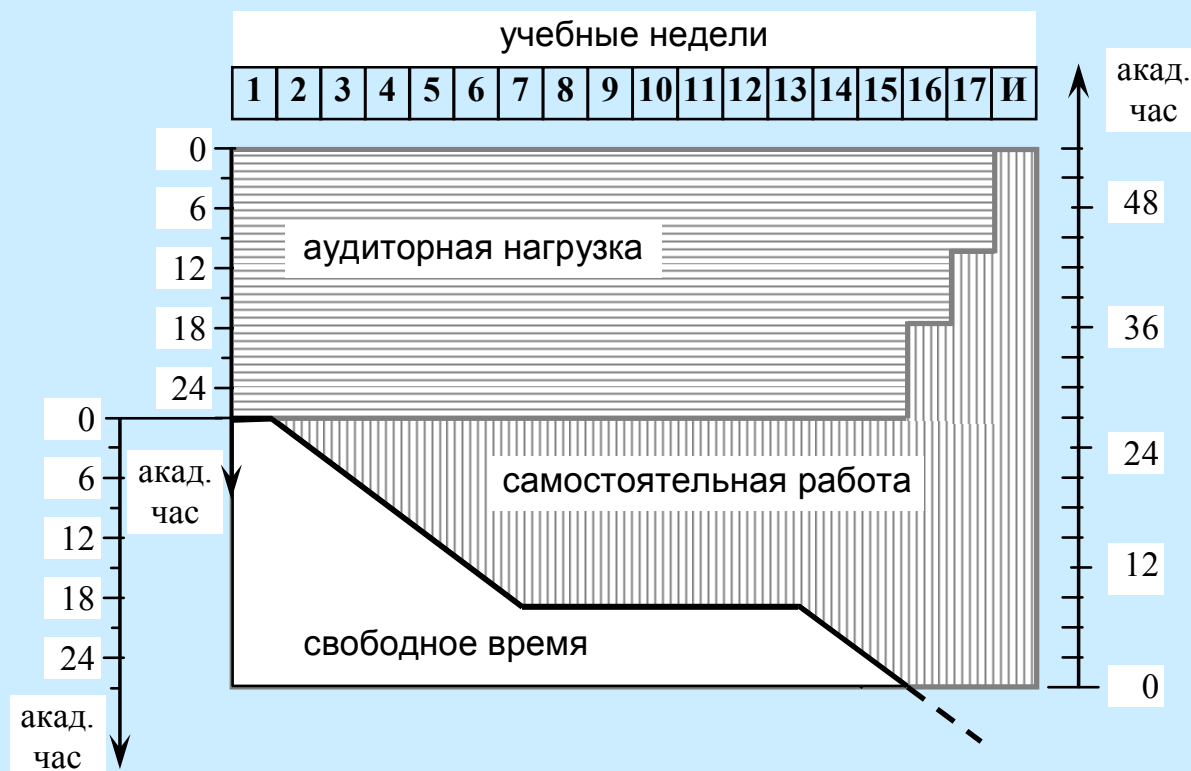 учебные недели
1 2 3 4 5 6 7 8 9 10 11 12 13 14 15 16 17 И
акад.
час
0
6
12
18
24
аудиторная нагрузка
48
36
24
12
0
0
6
12
18
24
акад.
час
самостоятельная работа
свободное время
акад.
час